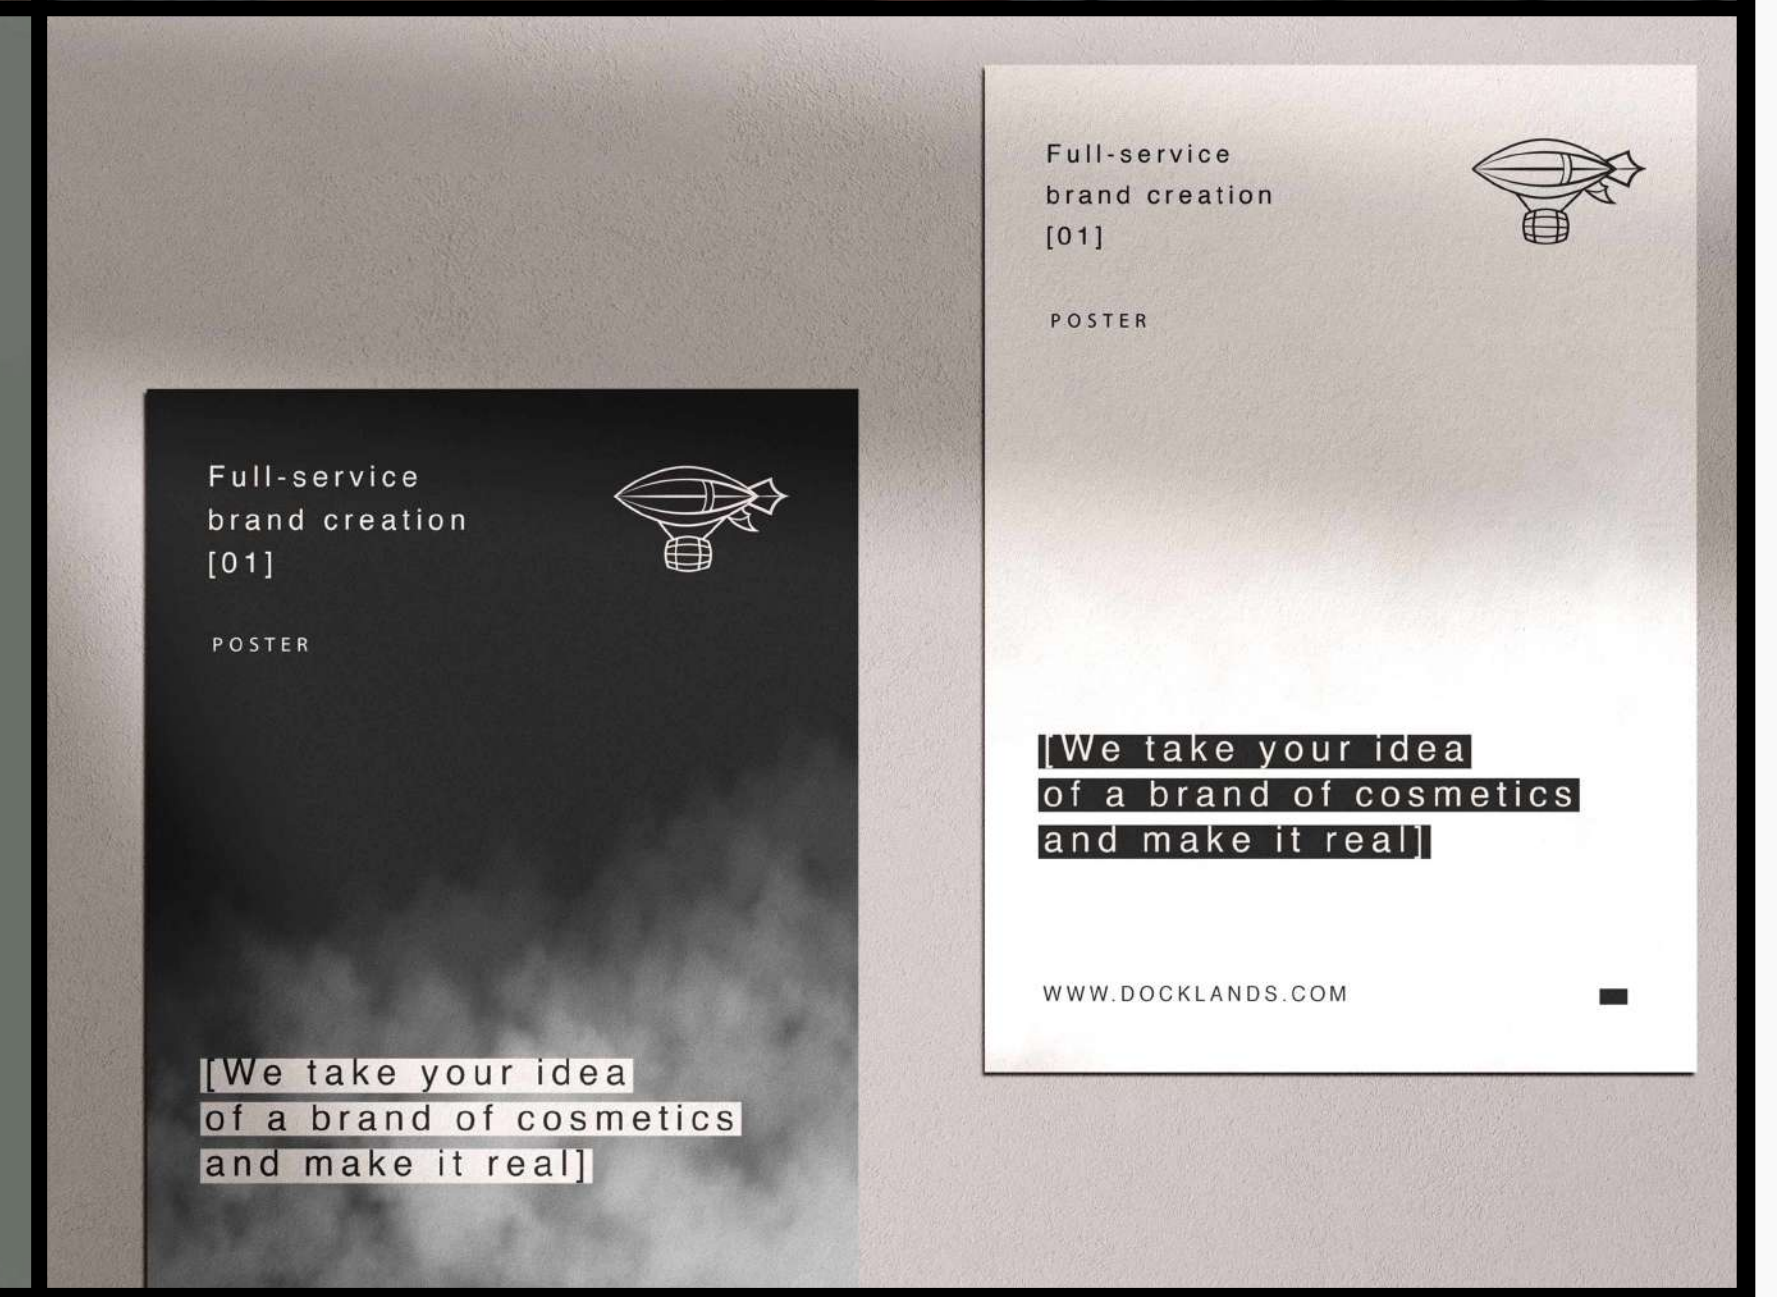 Full-service
brand creation
[01]
POSTER
[We take your idea
of a brand of cosmetics
and make it real]
Full-service
brand creation
[01]
POSTER
[We take your idea
of a brand of cosmetics
and make it real]
WWW.DOCKLANDS.COM